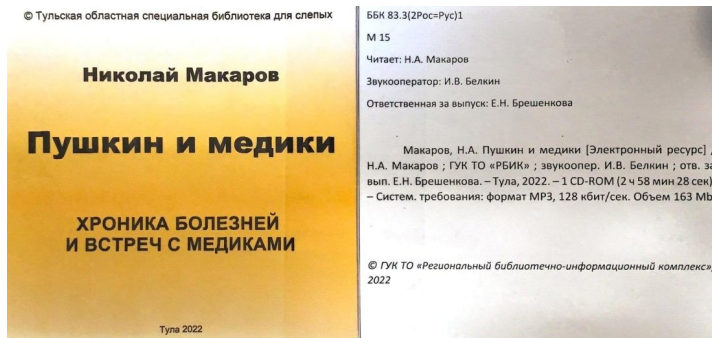 © Тульская областная специальная библиотека для слепых
Николай Макаров
Пушкин и медики
ХРОНИКА БОЛЕЗНЕЙ
И ВСТРЕЧ С МЕДИКАМИ
Тула 2022
ББК 83.3(2Рос=Рус)1
М 15
Читает: Н.А. Макаров
Звукооператор: И.В. Белкин
Ответственная за выпуск: Е.Н. Брешенкова
Макаров, Н.А. Пушкин и медики [Электронный ресурс] /
Н.А. Макаров ; ГУК ТО «РБИК» ; звукоопер. И.В. Белкин ; отв. за
вып. Е.Н. Брешенкова. – Тула, 2022. – 1 CD-ROM (2 ч 58 мин 28 сек)
– Систем. требования: формат MP3, 128 кбит/сек. Объем 163 Mb
© ГУК ТО «Региональный библиотечно-информационный комплекс»,
2022